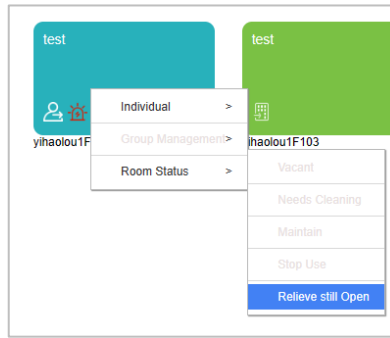 test
test
yihaolou1F
ihaolou1F103
Individual >
Group Management>
Room Status >
Vacant
Needs Cleaning
Maintain
Stop Use
Relieve still Open